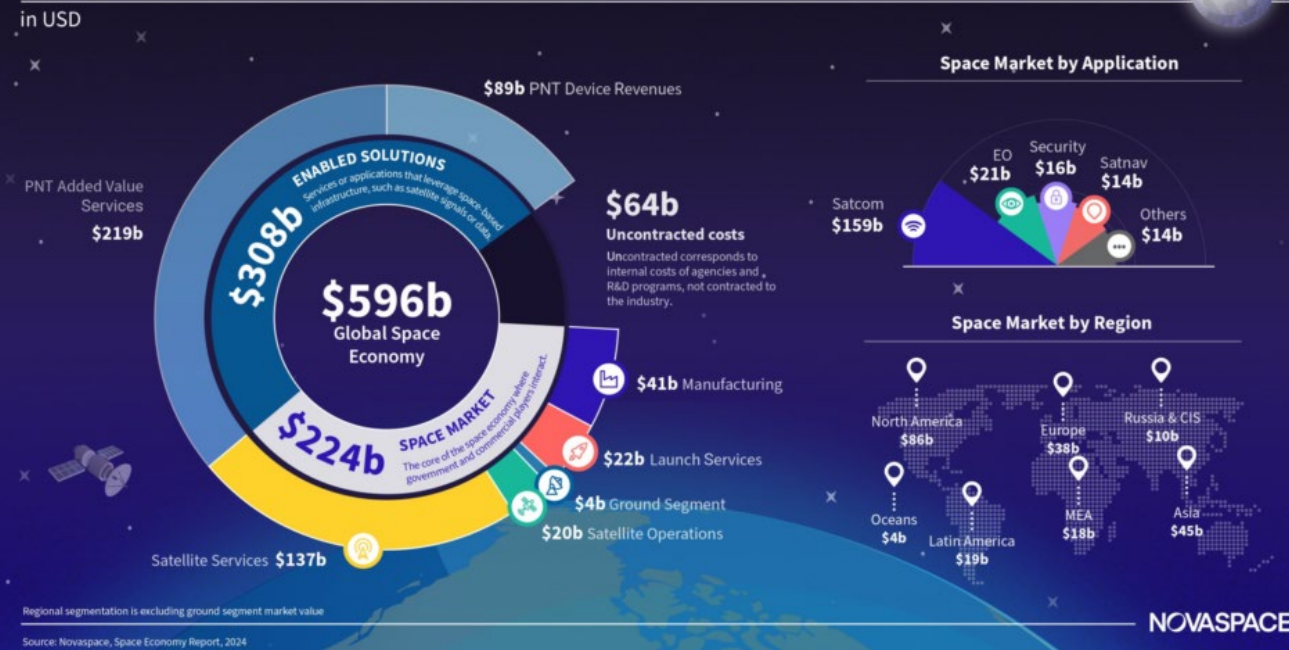 in USD
$89b PNT Device Revenues
PNT Added Value
Services
$219b
ENABLED SOLUTIONS
Services or applications that leverage space-based
infrastructure, such as satellite signals or data.
$308b
$596b
Global Space
Economy
$64b
Uncontracted costs
Uncontracted corresponds to
internal costs of agencies and
R&D programs, not contracted to
the industry.
$224b
SPACE MARKET
The core of the space economy where
government and commercial players interact.
$41b Manufacturing
$22b Launch Services
$4b Ground Segment
$20b Satellite Operations
Satellite Services $137b
Space Market by Application
Satcom
$159b
EO
$21b
Security
$16b
Satnav
$14b
Others
$14b
Space Market by Region
North America
$86b
Europe
$38b
Russia & CIS
$10b
Oceans
$4b
Latin America
$19b
MEA
$18b
Asia
$45b
Regional segmentation is excluding ground segment market value
Source: Novaspace, Space Economy Report, 2024
NOVASPACE